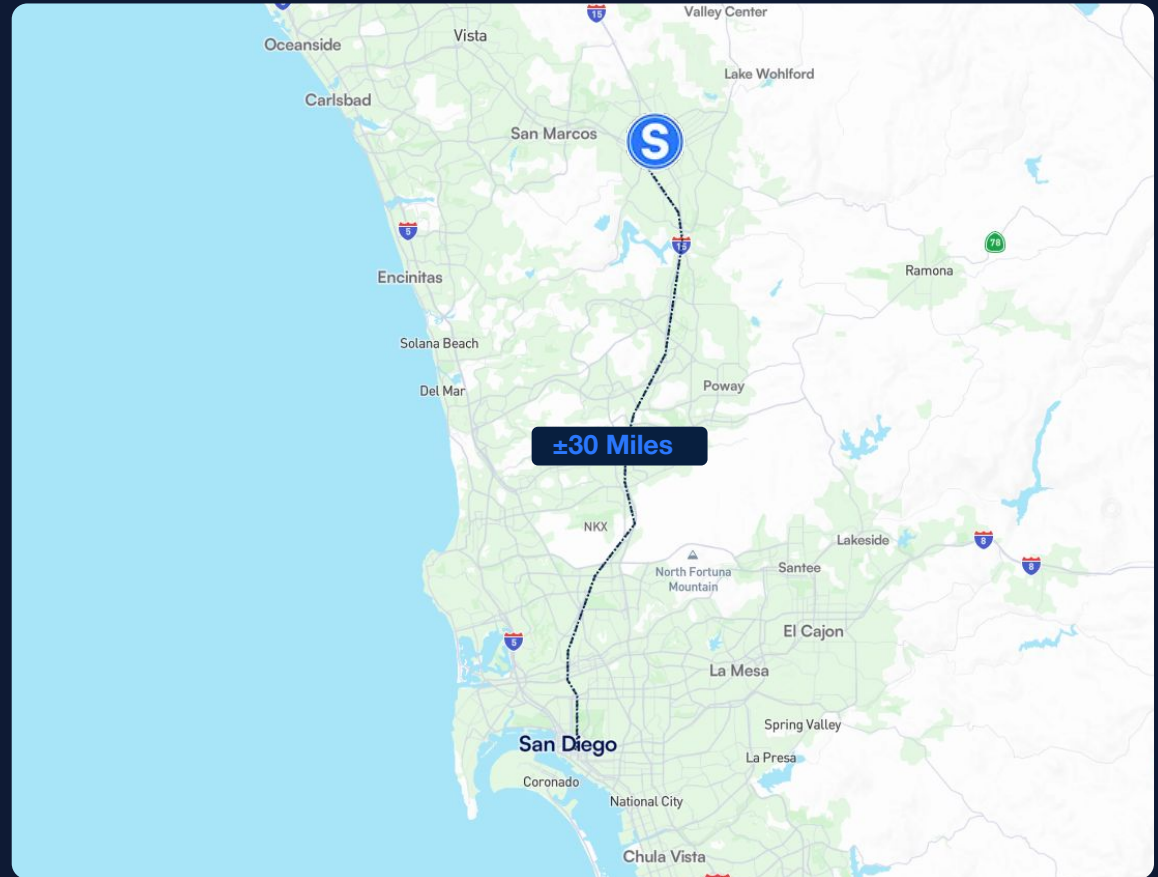 15
Valley Center
Vista
Oceanside
Lake Wohlford
Carlsbad
San Marcos
S
5
15
78
Ramona
Encinitas
Solana Beach
Del Mar
Poway
±30 Miles
NKX
Lakeside
8
8
North Fortuna
Mountain
Santee
El Cajon
5
La Mesa
Spring Valley
San Diego
La Presa
Coronado
National City
Chula Vista